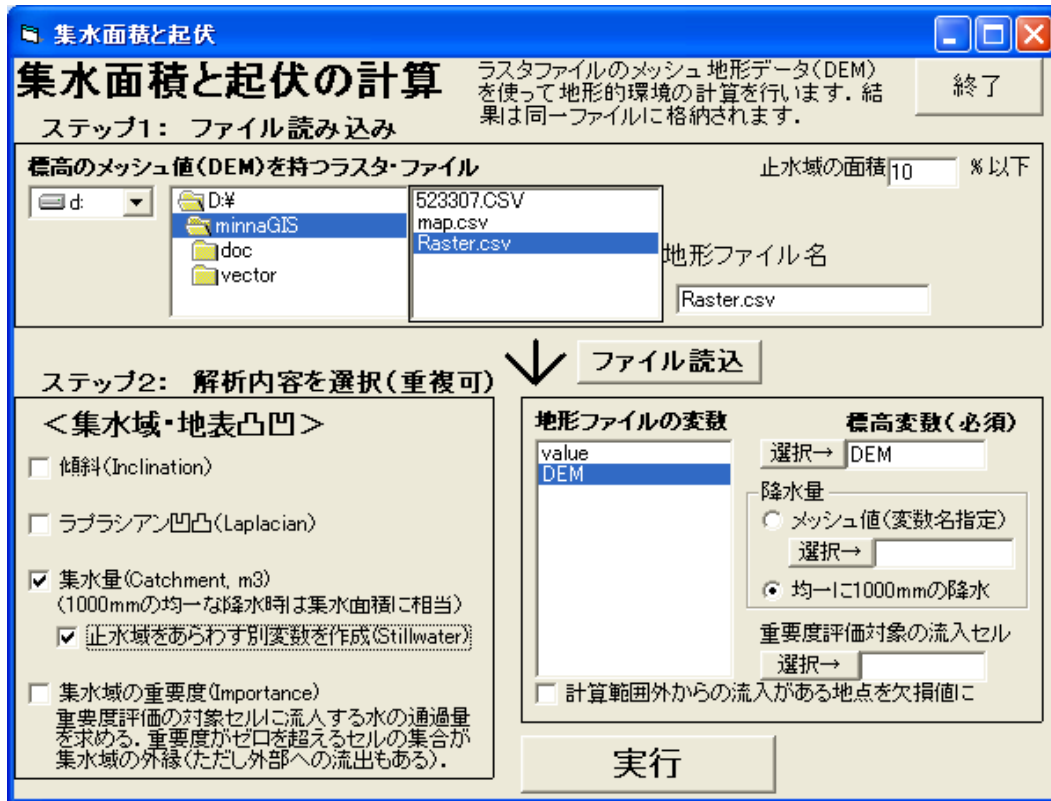 集水面積と起伏
集水面積と起伏の計算
ラスタファイルのメッシュ地形データ(DEM)
を使って地形的環境の計算を行います. 結
果は同一ファイルに格納されます.
終了
ステップ1: ファイル読み込み
標高のメッシュ値(DEM)を持つラスタ・ファイル
止水域の面積 10 %以下
d:
D:¥
minnaGIS
doc
vector
523307.CSV
map.csv
Raster.csv
地形ファイル名
Raster.csv
ファイル読込
ステップ2: 解析内容を選択(重複可)
<集水域・地表凸凹>
傾斜(Inclination)
ラプラシアン凹凸(Laplacian)
集水量(Catchment, m3)
(1000mmの均一な降水時は集水面積に相当)
止水域をあらわす別変数を作成(Stillwater)
集水域の重要度(Importance)
重要度評価の対象セルに流入する水の通過量
を求める. 重要度がゼロを超えるセルの集合が
集水域の外縁(ただし外部への流出もある).
地形ファイルの変数
value
DEM
標高変数(必須)
選択→ DEM
降水量
メッシュ値(変数名指定)
選択→
均一に1000mmの降水
重要度評価対象の流入セル
選択→
計算範囲外からの流入がある地点を欠損値に
実行